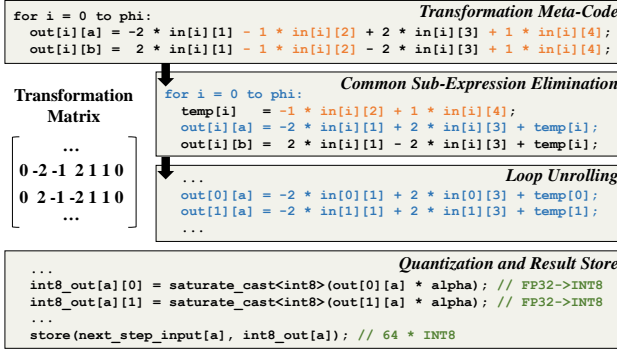 Transformation Meta-Code
for i = 0 to phi:
out[i][a] = -2 * in[i][1] - 1 * in[i][2] + 2 * in[i][3] + 1 * in[i][4];
out[i][b] =  2 * in[i][1] - 1 * in[i][2] - 2 * in[i][3] + 1 * in[i][4];
Common Sub-Expression Elimination
for i = 0 to phi:
temp[i]   = -1 * in[i][2] + 1 * in[i][4];
out[i][a] = -2 * in[i][1] + 2 * in[i][3] + temp[i];
out[i][b] =  2 * in[i][1] - 2 * in[i][3] + temp[i];
Transformation
Matrix
...
0 -2 -1 2 1 1 0
0 2 -1 -2 1 1 0
...
Loop Unrolling
...
out[0][a] = -2 * in[0][1] + 2 * in[0][3] + temp[0];
out[1][a] = -2 * in[1][1] + 2 * in[1][3] + temp[1];
...
Quantization and Result Store
...
int8_out[a][0] = saturate_cast<int8>(out[0][a] * alpha); // FP32->INT8
int8_out[a][1] = saturate_cast<int8>(out[1][a] * alpha); // FP32->INT8
...
store(next_step_input[a], int8_out[a]); // 64 * INT8